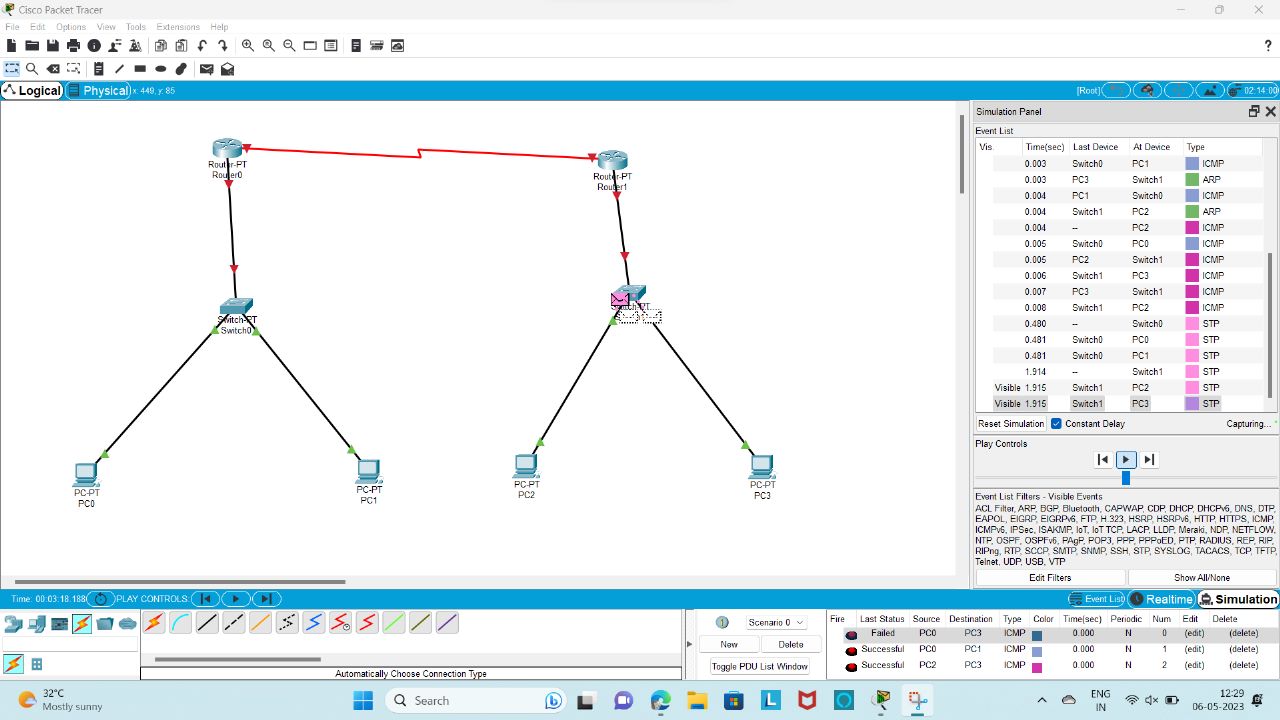 Cisco Packet Tracer
File Edit Options View Tools Extensions Help
?
Logical Physical x: 449, y: 85 [Root] 02:14:00
Router-PT
Router0
Router-PT
Router1
Switch-PT
Switch0
PC-PT
PC0
PC-PT
PC1
PC-PT
PC2
PC-PT
PC3
Simulation Panel
Event List
Vis. Time(sec) Last Device At Device Type
0.003 Switch0 PC1 ICMP
0.003 PC3 Switch1 ARP
0.004 PC1 Switch0 ICMP
0.004 Switch1 PC2 ARP
0.004 -- PC2 ICMP
0.005 Switch0 PC0 ICMP
0.005 PC2 Switch1 ICMP
0.006 Switch1 PC3 ICMP
0.007 PC3 Switch1 ICMP
0.008 Switch1 PC2 ICMP
0.480 -- Switch0 STP
0.481 Switch0 PC0 STP
0.481 Switch0 PC1 STP
1.914 -- Switch1 STP
Visible 1.915 Switch1 PC2 STP
Visible 1.915 Switch1 PC3 STP
Reset Simulation Constant Delay Capturing...
Play Controls
Event List Filters - Visible Events
ACL Filter, ARP, BGP, Bluetooth, CAPWAP, CDP, DHCP, DHCPv6, DNS, DTP,
EAPOL, EIGRP, EIGRPv6, FTP, H.323, HSRP, HSRPv6, HTTP, HTTPS, ICMP,
ICMPv6, IPSec, ISAKMP, IoT, IoT TCP, LACP, LLDP, Meraki, NDP, NETFLOW,
NTP, OSPF, OSPFv6, PAgP, POP3, PPP, PPPoED, PTP, RADIUS, REP, RIP,
RIPng, RTP, SCCP, SMTP, SNMP, SSH, STP, SYSLOG, TACACS, TCP, TFTP,
Telnet, UDP, USB, VTP
Edit Filters Show All/None
Time: 00:03:18.188 PLAY CONTROLS: Event List Realtime Simulation
Automatically Choose Connection Type
Scenario 0
New Delete
Toggle PDU List Window
Fire Last Status Source Destination Type Color Time(sec) Periodic Num Edit Delete
Failed PC0 PC3 ICMP 0.000 N 0 (edit) (delete)
Successful PC0 PC1 ICMP 0.000 N 1 (edit) (delete)
Successful PC2 PC3 ICMP 0.000 N 2 (edit) (delete)
32°C
Mostly sunny
Search
ENG
IN
12:29
06-05-2023